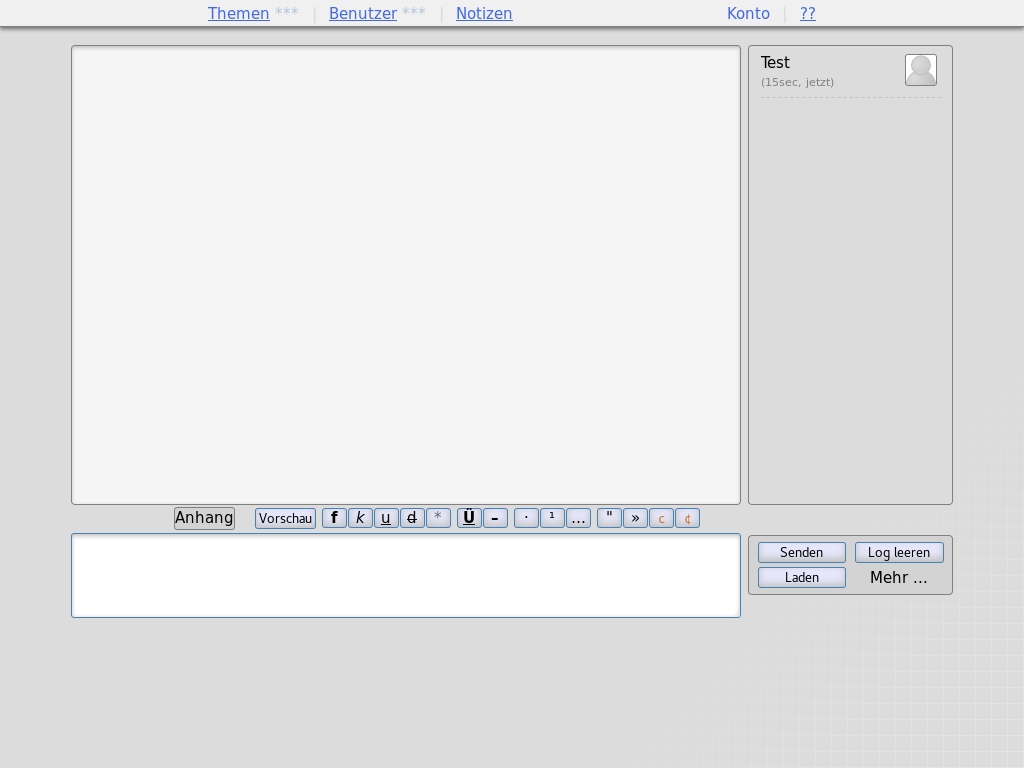 Themen *** | Benutzer *** | Notizen Konto | ??
Test
(15sec, jetzt)
Anhang Vorschau f k u d * Ü – · ¹ … " » c ¢
Senden Log leeren
Laden Mehr …